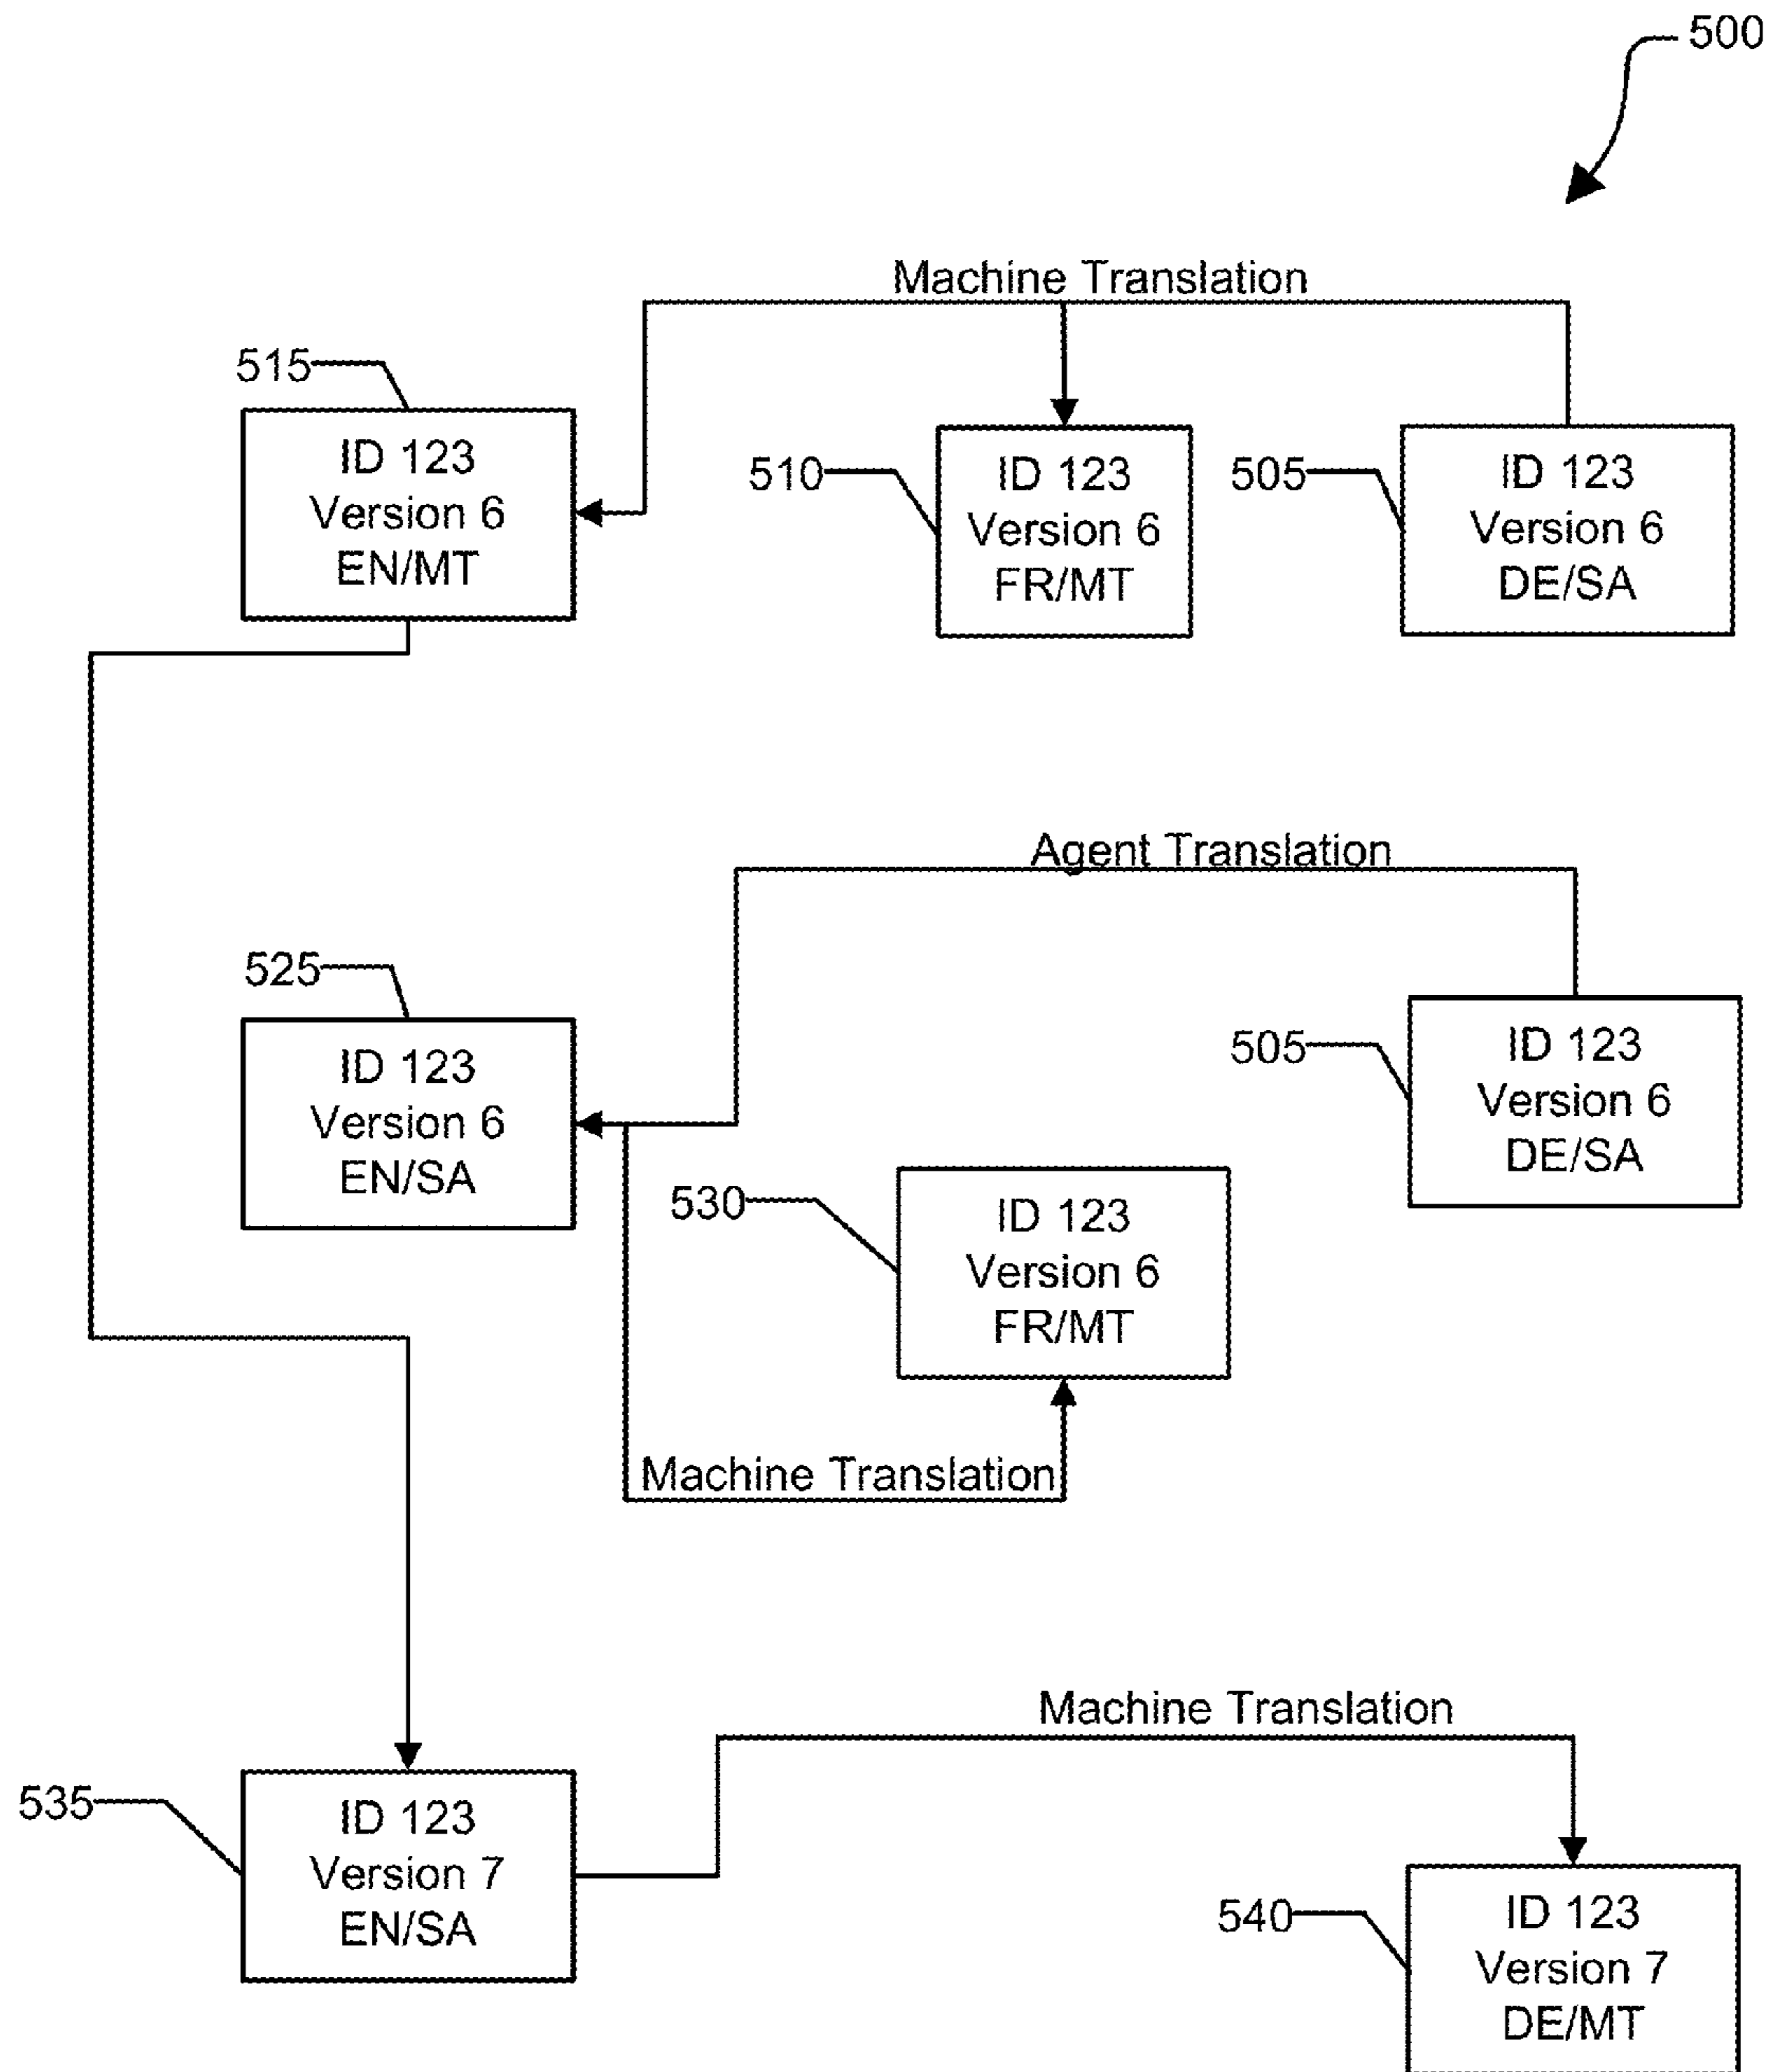 500
Machine Translation
515
ID 123
Version 6
EN/MT
510
ID 123
Version 6
FR/MT
505
ID 123
Version 6
DE/SA
Agent Translation
525
ID 123
Version 6
EN/SA
505
ID 123
Version 6
DE/SA
530
ID 123
Version 6
FR/MT
Machine Translation
Machine Translation
535
ID 123
Version 7
EN/SA
540
ID 123
Version 7
DE/MT